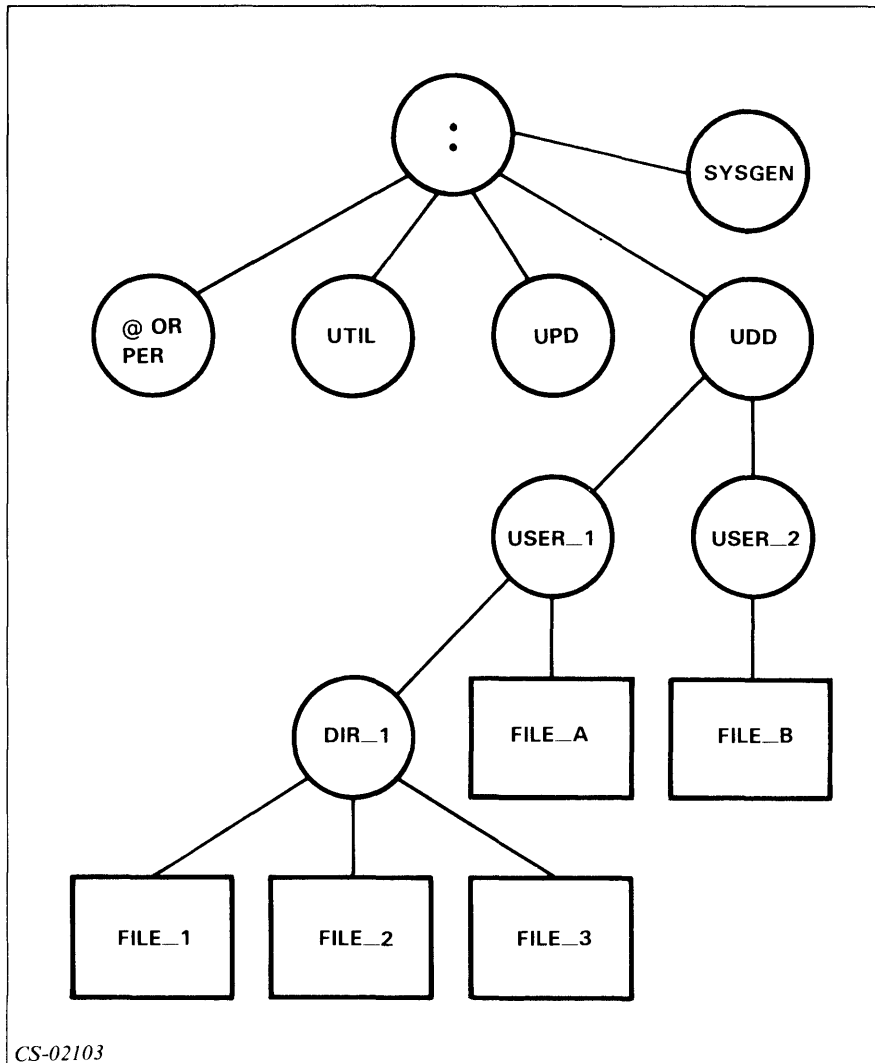 :
SYSGEN
@ OR
PER
UTIL
UPD
UDD
USER_1
USER_2
DIR_1
FILE_A
FILE_B
FILE_1
FILE_2
FILE_3
CS-02103